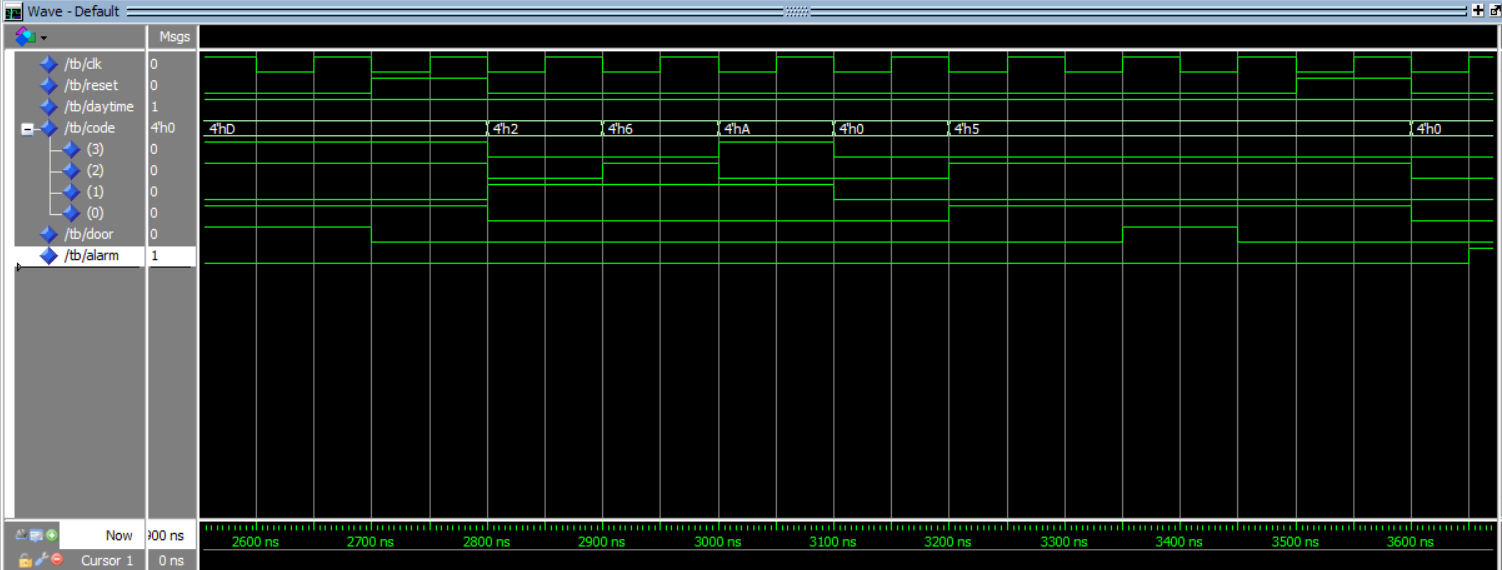 Wave - Default
Msgs
/tb/clk 0
/tb/reset 0
/tb/daytime 1
/tb/code 4'h0 4'hD 4'h2 4'h6 4'hA 4'h0 4'h5 4'h0
(3) 0
(2) 0
(1) 0
(0) 0
/tb/door 0
/tb/alarm 1
Now 900 ns 2600 ns 2700 ns 2800 ns 2900 ns 3000 ns 3100 ns 3200 ns 3300 ns 3400 ns 3500 ns 3600 ns
Cursor 1 0 ns